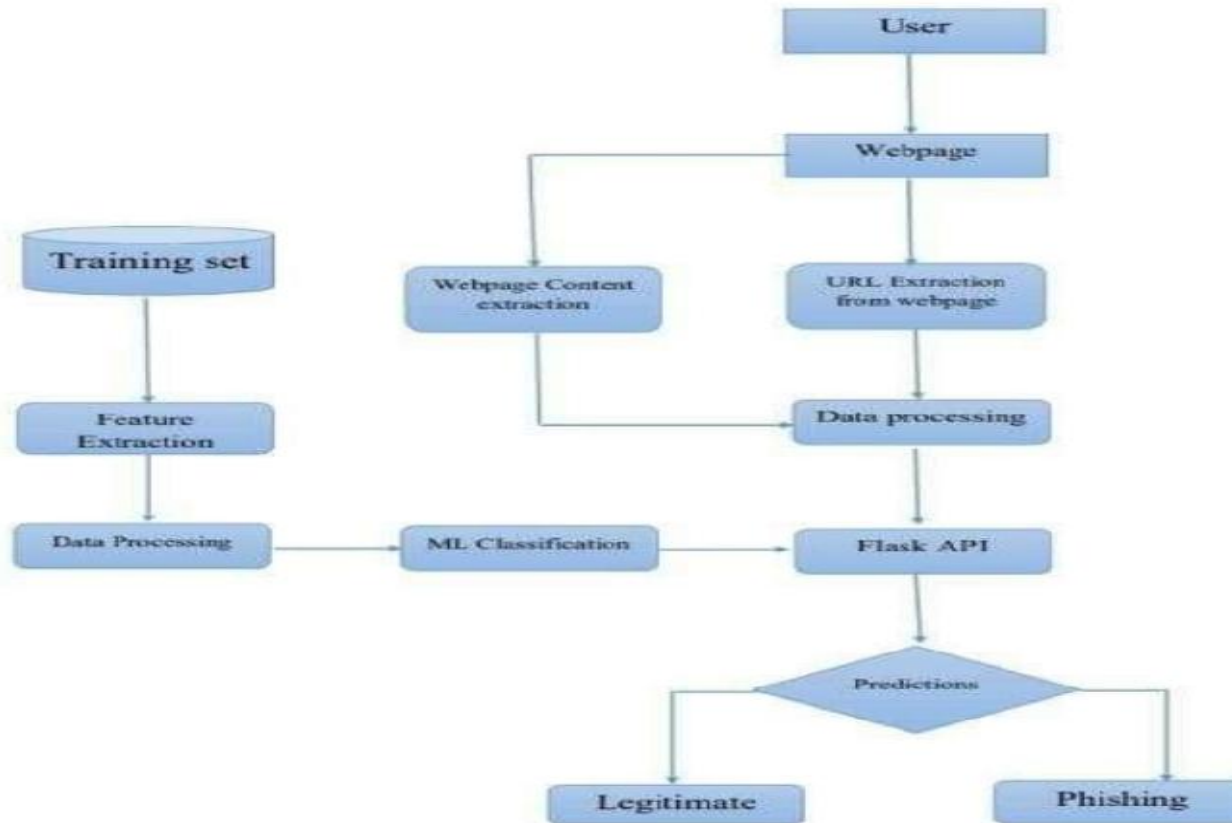 User
Webpage
Training set
Webpage Content
extraction
URL Extraction
from webpage
Feature
Extraction
Data processing
Data Processing
ML Classification
Flask API
Predictions
Legitimate
Phishing